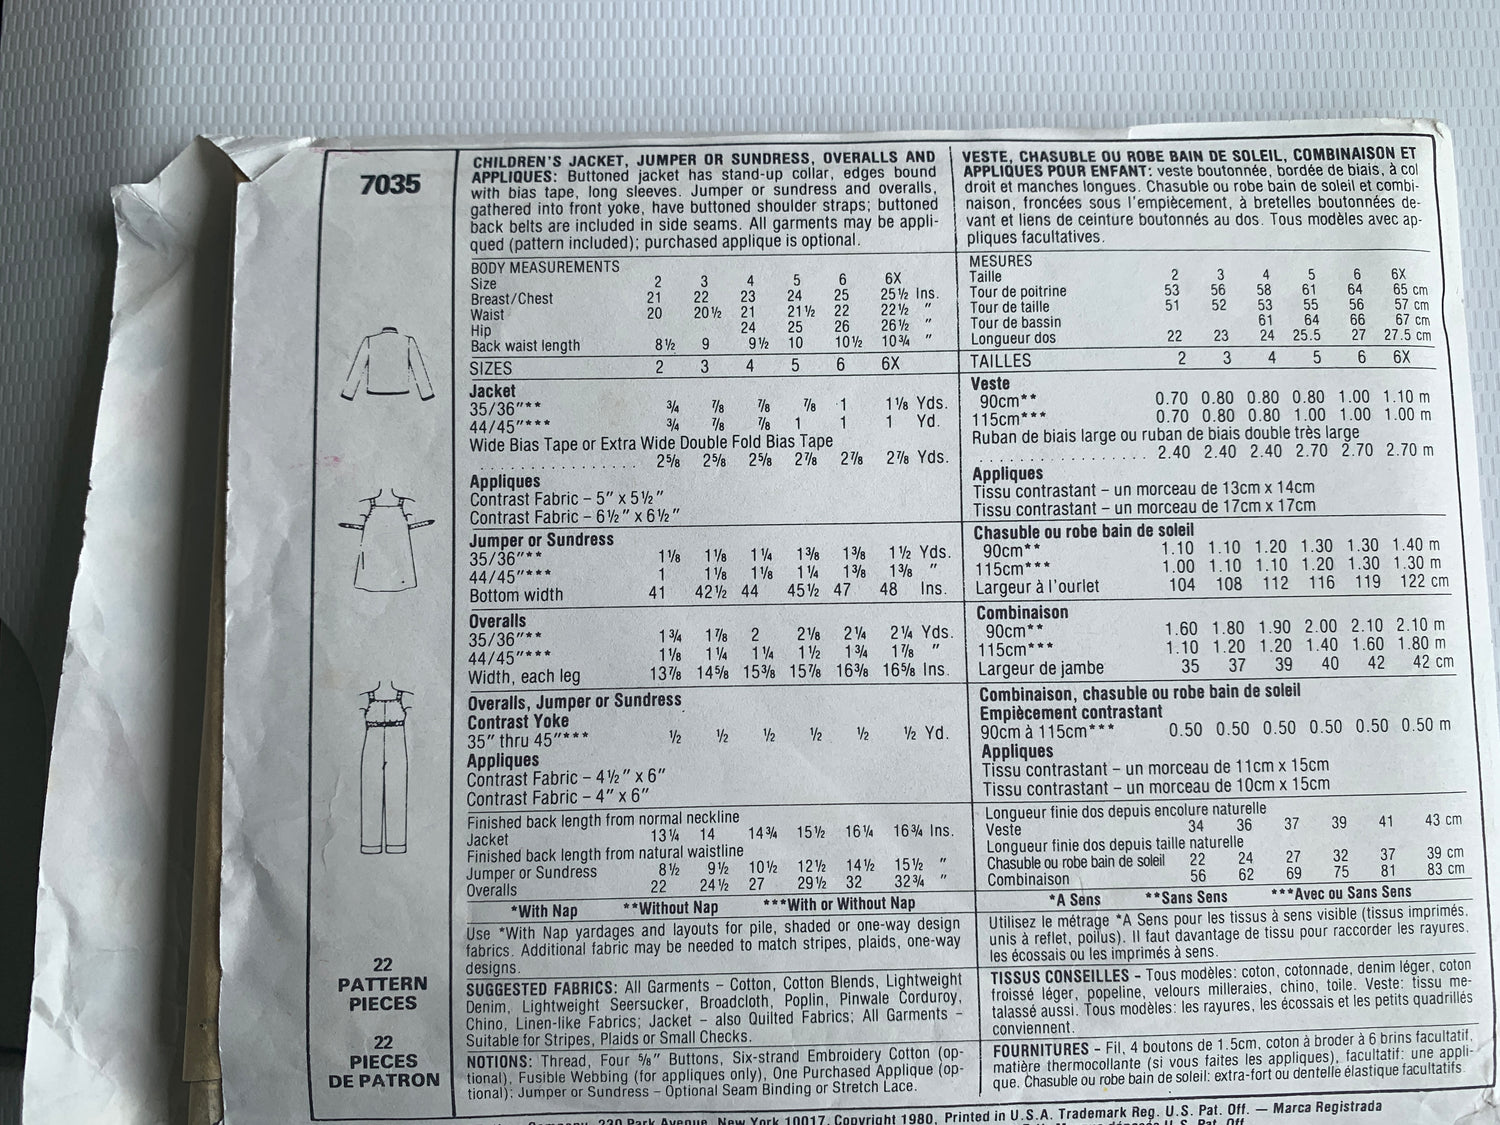 7035
22
PATTERN
PIECES
22
PIECES
DE PATRON
CHILDREN'S JACKET, JUMPER OR SUNDRESS, OVERALLS AND
APPLIQUES: Buttoned jacket has stand-up collar, edges bound
with bias tape, long sleeves. Jumper or sundress and overalls,
gathered into front yoke, have buttoned shoulder straps; buttoned
back belts are included in side seams. All garments may be appli-
qued (pattern included); purchased applique is optional.
BODY MEASUREMENTS
Size 2 3 4 5 6 6X
Breast/Chest 21 22 23 24 25 25½ Ins.
Waist 20 20½ 21 21½ 22 22½ "
Hip 24 25 26 26½ "
Back waist length 8½ 9 9½ 10 10½ 10¾ "
SIZES 2 3 4 5 6 6X
Jacket
35/36"** ¾ ⅞ ⅞ ⅞ 1 1⅛ Yds.
44/45"*** ¾ ⅞ ⅞ 1 1 1 Yd.
Wide Bias Tape or Extra Wide Double Fold Bias Tape
. . . . . . . . . . . . . . . . 2⅝ 2⅝ 2⅝ 2⅞ 2⅞ 2⅞ Yds.
Appliques
Contrast Fabric – 5" x 5½"
Contrast Fabric – 6½" x 6½"
Jumper or Sundress
35/36"** 1⅛ 1⅛ 1¼ 1⅜ 1⅜ 1½ Yds.
44/45"*** 1 1⅛ 1⅛ 1¼ 1⅜ 1⅜ "
Bottom width 41 42½ 44 45½ 47 48 Ins.
Overalls
35/36"** 1¾ 1⅞ 2 2⅛ 2¼ 2¼ Yds.
44/45"*** 1⅛ 1¼ 1¼ 1½ 1¾ 1⅞ "
Width, each leg 13⅞ 14⅝ 15⅜ 15⅞ 16⅜ 16⅝ Ins.
Overalls, Jumper or Sundress
Contrast Yoke
35" thru 45"*** ½ ½ ½ ½ ½ ½ Yd.
Appliques
Contrast Fabric – 4½" x 6"
Contrast Fabric – 4" x 6"
Finished back length from normal neckline
Jacket 13¼ 14 14¾ 15½ 16¼ 16¾ Ins.
Finished back length from natural waistline
Jumper or Sundress 8½ 9½ 10½ 12½ 14½ 15½ "
Overalls 22 24½ 27 29½ 32 32¾ "
*With Nap **Without Nap ***With or Without Nap
Use *With Nap yardages and layouts for pile, shaded or one-way design
fabrics. Additional fabric may be needed to match stripes, plaids, one-way
designs.
SUGGESTED FABRICS: All Garments – Cotton, Cotton Blends, Lightweight
Denim, Lightweight Seersucker, Broadcloth, Poplin, Pinwale Corduroy,
Chino, Linen-like Fabrics; Jacket – also Quilted Fabrics; All Garments –
Suitable for Stripes, Plaids or Small Checks.
NOTIONS: Thread, Four ⅝" Buttons, Six-strand Embroidery Cotton (op-
tional), Fusible Webbing (for appliques only), One Purchased Applique (op-
tional); Jumper or Sundress – Optional Seam Binding or Stretch Lace.
VESTE, CHASUBLE OU ROBE BAIN DE SOLEIL, COMBINAISON ET
APPLIQUES POUR ENFANT: veste boutonnée, bordée de biais, à col
droit et manches longues. Chasuble ou robe bain de soleil et combi-
naison, froncées sous l'empiècement, à bretelles boutonnées de-
vant et liens de ceinture boutonnés au dos. Tous modèles avec ap-
pliques facultatives.
MESURES
Taille 2 3 4 5 6 6X
Tour de poitrine 53 56 58 61 64 65 cm
Tour de taille 51 52 53 55 56 57 cm
Tour de bassin 61 64 66 67 cm
Longueur dos 22 23 24 25.5 27 27.5 cm
TAILLES 2 3 4 5 6 6X
Veste
90cm** 0.70 0.80 0.80 0.80 1.00 1.10 m
115cm*** 0.70 0.80 0.80 1.00 1.00 1.00 m
Ruban de biais large ou ruban de biais double très large
. . . . . . . . . . . . . . . . . 2.40 2.40 2.40 2.70 2.70 2.70 m
Appliques
Tissu contrastant – un morceau de 13cm x 14cm
Tissu contrastant – un morceau de 17cm x 17cm
Chasuble ou robe bain de soleil
90cm** 1.10 1.10 1.20 1.30 1.30 1.40 m
115cm*** 1.00 1.10 1.10 1.20 1.30 1.30 m
Largeur à l'ourlet 104 108 112 116 119 122 cm
Combinaison
90cm** 1.60 1.80 1.90 2.00 2.10 2.10 m
115cm*** 1.10 1.20 1.20 1.40 1.60 1.80 m
Largeur de jambe 35 37 39 40 42 42 cm
Combinaison, chasuble ou robe bain de soleil
Empiècement contrastant
90cm à 115cm*** 0.50 0.50 0.50 0.50 0.50 0.50 m
Appliques
Tissu contrastant – un morceau de 11cm x 15cm
Tissu contrastant – un morceau de 10cm x 15cm
Longueur finie dos depuis encolure naturelle
Veste 34 36 37 39 41 43 cm
Longueur finie dos depuis taille naturelle
Chasuble ou robe bain de soleil 22 24 27 32 37 39 cm
Combinaison 56 62 69 75 81 83 cm
*A Sens **Sans Sens ***Avec ou Sans Sens
Utilisez le métrage *A Sens pour les tissus à sens visible (tissus imprimés.
unis à reflet, poilus). Il faut davantage de tissu pour raccorder les rayures.
les écossais ou les imprimés à sens.
TISSUS CONSEILLES – Tous modèles: coton, cotonnade, denim léger, coton
froissé léger, popeline, velours milleraies, chino, toile. Veste: tissu me-
talassé aussi. Tous modèles: les rayures, les écossais et les petits quadrillés
conviennent.
FOURNITURES – Fil, 4 boutons de 1.5cm, coton à broder à 6 brins facultatif,
matière thermocollante (si vous faites les appliques), facultatif: une appli-
que. Chasuble ou robe bain de soleil: extra-fort ou dentelle élastique facultatifs.
230 Park Avenue, New York 10017. Copyright 1980, Printed in U.S.A. Trademark Reg. U.S. Pat. Off. — Marca Registrada